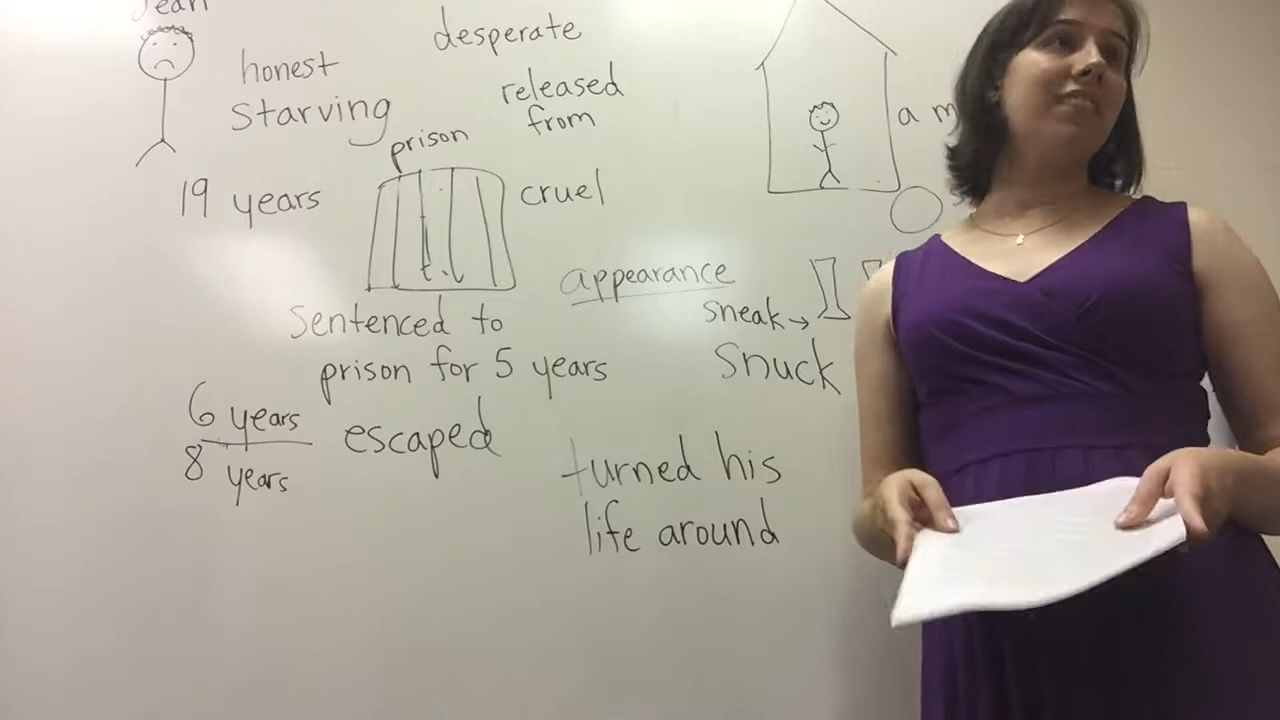 Jean
desperate
honest
starving
released
from
prison
19 years
cruel
a m
appearance
sentenced to
prison for 5 years
sneak →
snuck
6 years
8 years
escaped
turned his
life around